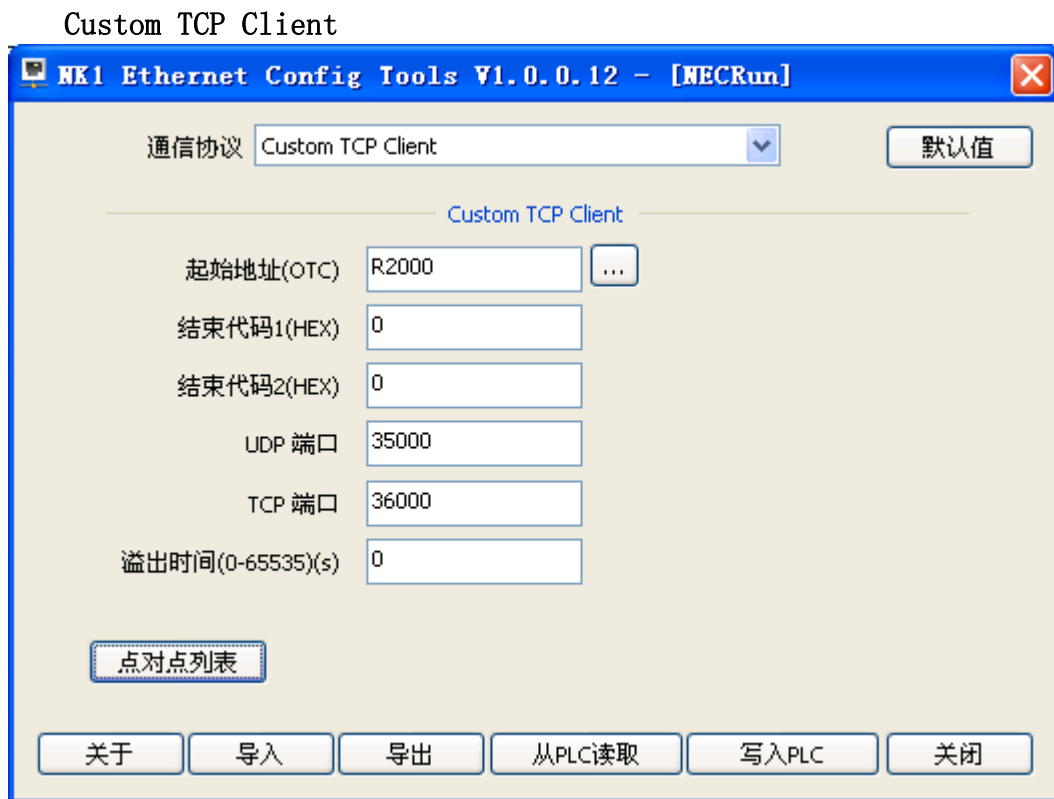 Custom TCP Client
NK1 Ethernet Config Tools V1.0.0.12 - [NECRun]
通信协议 Custom TCP Client 默认值
Custom TCP Client
起始地址(OTC) R2000 ...
结束代码1(HEX) 0
结束代码2(HEX) 0
UDP 端口 35000
TCP 端口 36000
溢出时间(0-65535)(s) 0
点对点列表
关于 导入 导出 从PLC读取 写入PLC 关闭